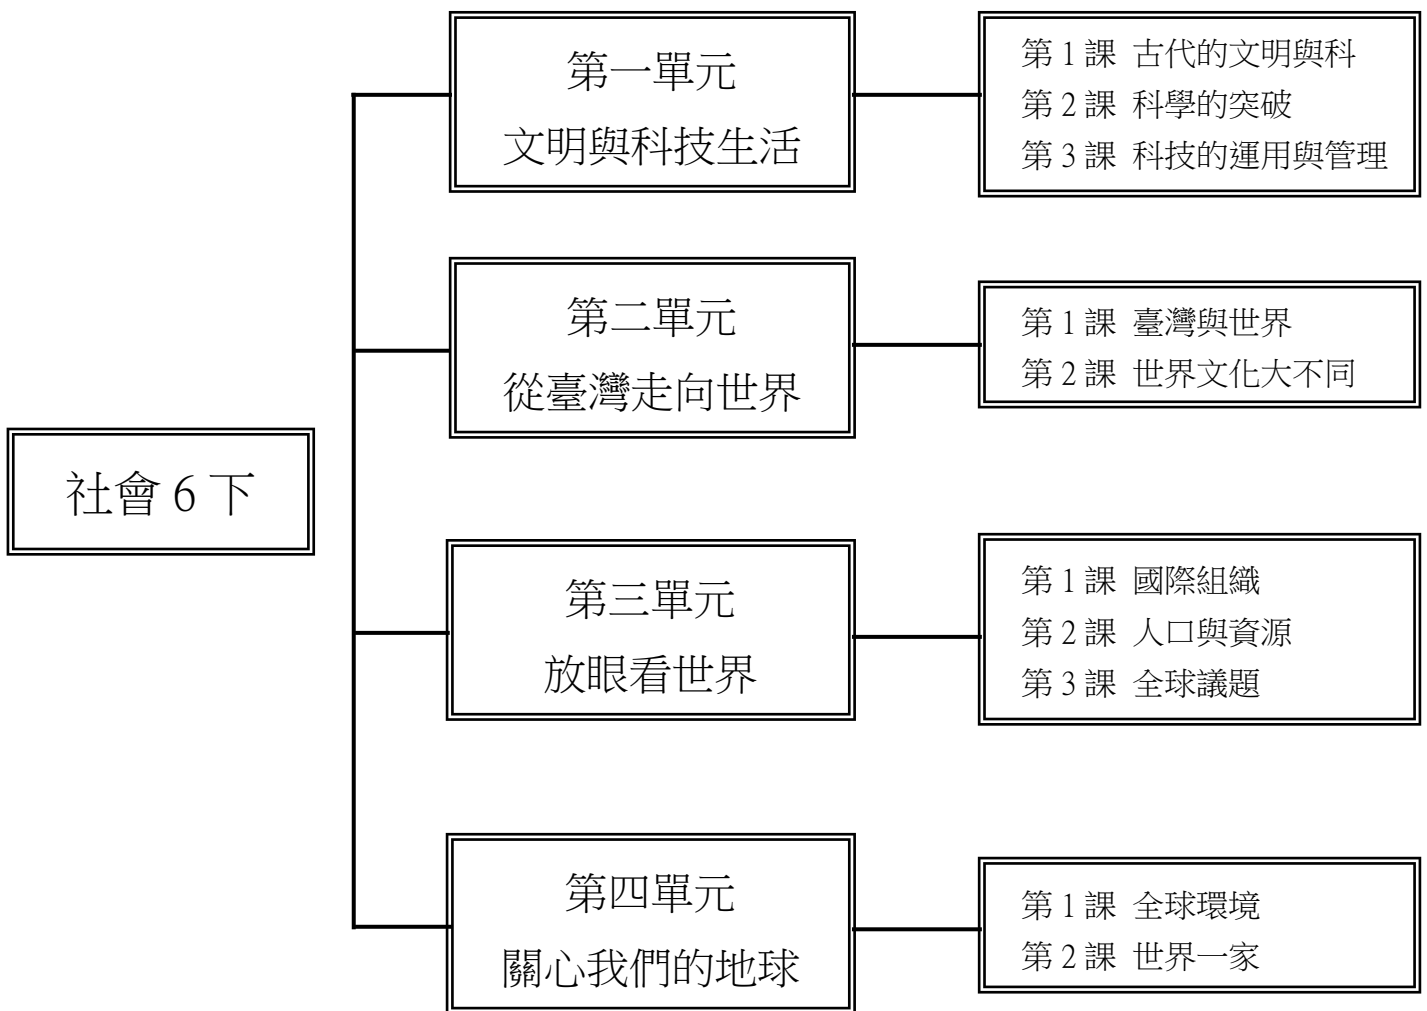 社會 6 下
第一單元
文明與科技生活
第 1 課 古代的文明與科
第 2 課 科學的突破
第 3 課 科技的運用與管理
第二單元
從臺灣走向世界
第 1 課 臺灣與世界
第 2 課 世界文化大不同
第三單元
放眼看世界
第 1 課 國際組織
第 2 課 人口與資源
第 3 課 全球議題
第四單元
關心我們的地球
第 1 課 全球環境
第 2 課 世界一家